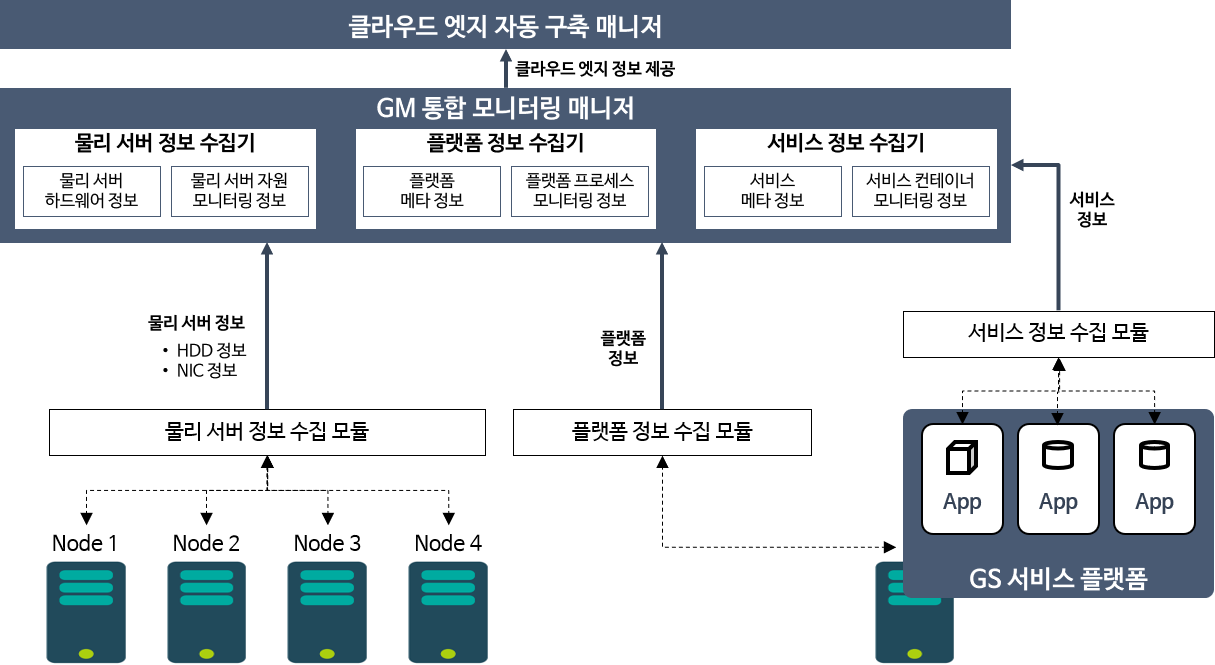 클라우드 엣지 자동 구축 매니저
클라우드 엣지 정보 제공
GM 통합 모니터링 매니저
물리 서버 정보 수집기
물리 서버
하드웨어 정보
물리 서버 자원
모니터링 정보
플랫폼 정보 수집기
플랫폼
메타 정보
플랫폼 프로세스
모니터링 정보
서비스 정보 수집기
서비스
메타 정보
서비스 컨테이너
모니터링 정보
서비스
정보
물리 서버 정보
• HDD 정보
• NIC 정보
플랫폼
정보
서비스 정보 수집 모듈
물리 서버 정보 수집 모듈
플랫폼 정보 수집 모듈
App
App
App
Node 1
Node 2
Node 3
Node 4
GS 서비스 플랫폼